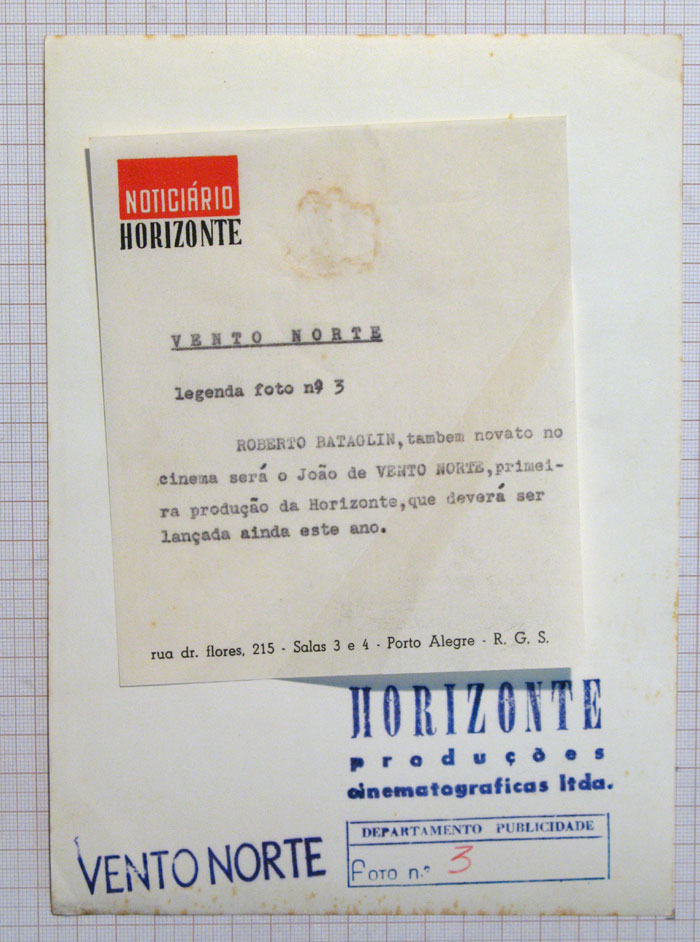 NOTICIÁRIO
HORIZONTE
VENTO NORTE
legenda foto nº 3
ROBERTO BATAGLIN,tambem novato no
cinema será o João de VENTO NORTE,primei-
ra produção da Horizonte,que deverá ser
lançada ainda este ano.
rua dr. flores, 215 - Salas 3 e 4 - Porto Alegre - R. G. S.
HORIZONTE
produções
cinematograficas ltda.
DEPARTAMENTO PUBLICIDADE
FOTO n.º 3
VENTO NORTE